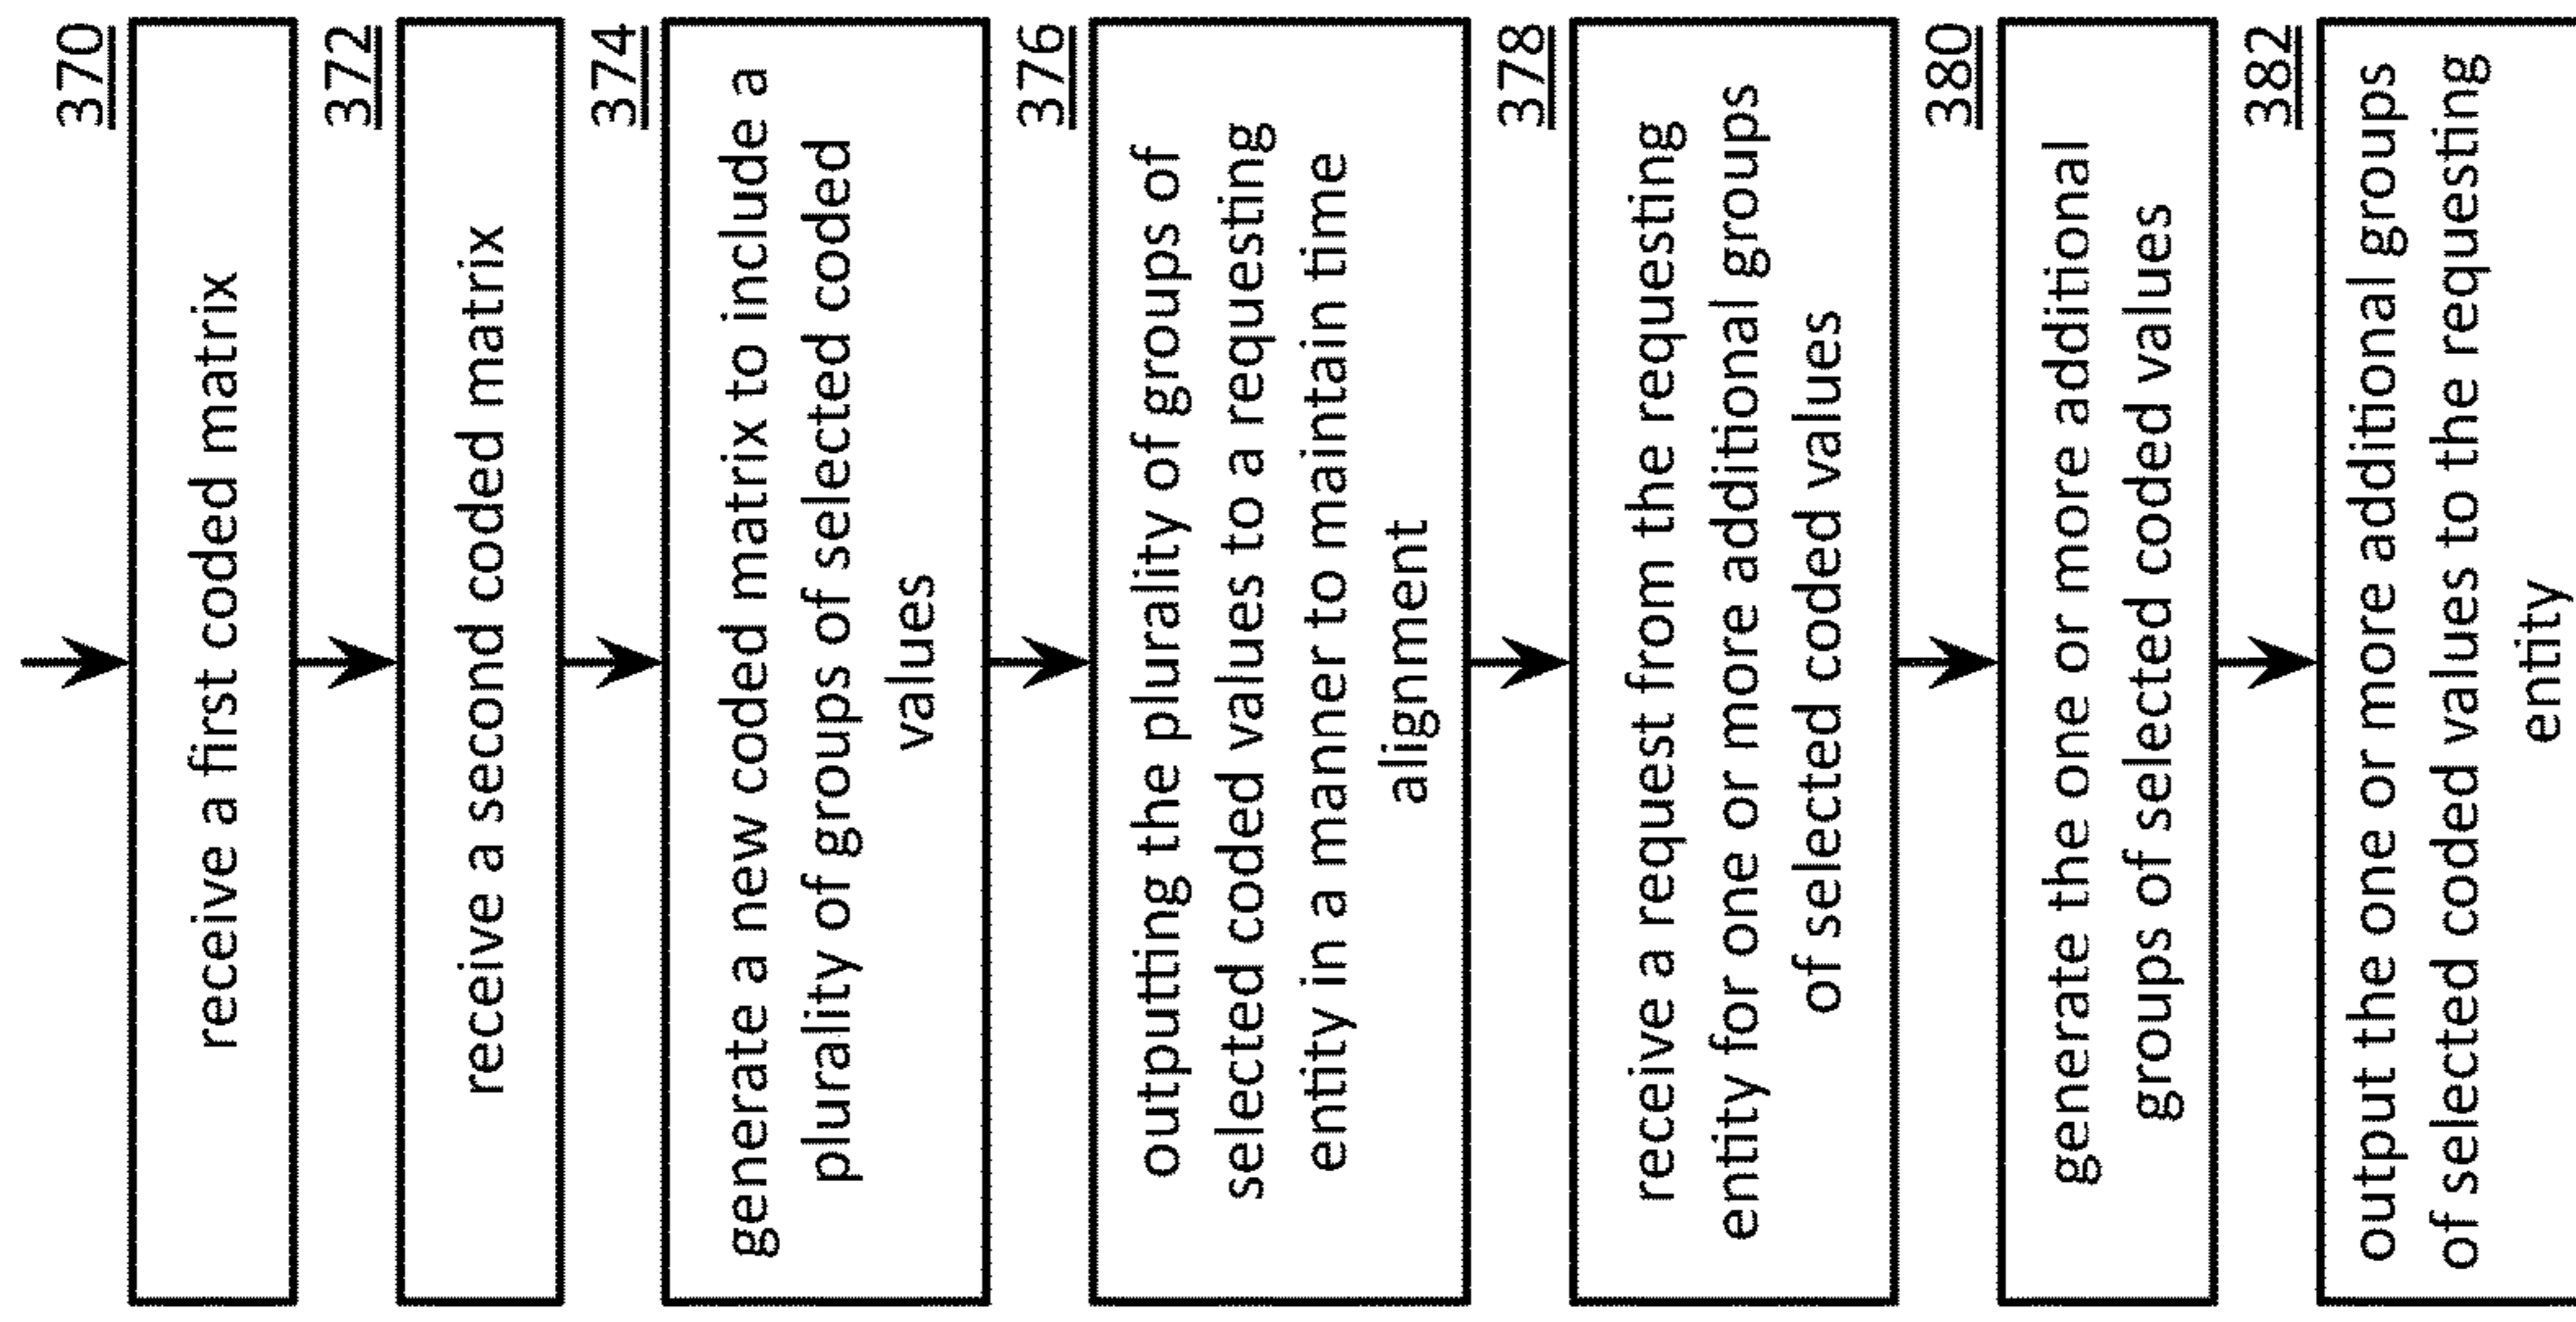 370
receive a first coded matrix
372
receive a second coded matrix
374
generate a new coded matrix to include a
plurality of groups of selected coded
values
376
outputting the plurality of groups of
selected coded values to a requesting
entity in a manner to maintain time
alignment
378
receive a request from the requesting
entity for one or more additional groups
of selected coded values
380
generate the one or more additional
groups of selected coded values
382
output the one or more additional groups
of selected coded values to the requesting
entity